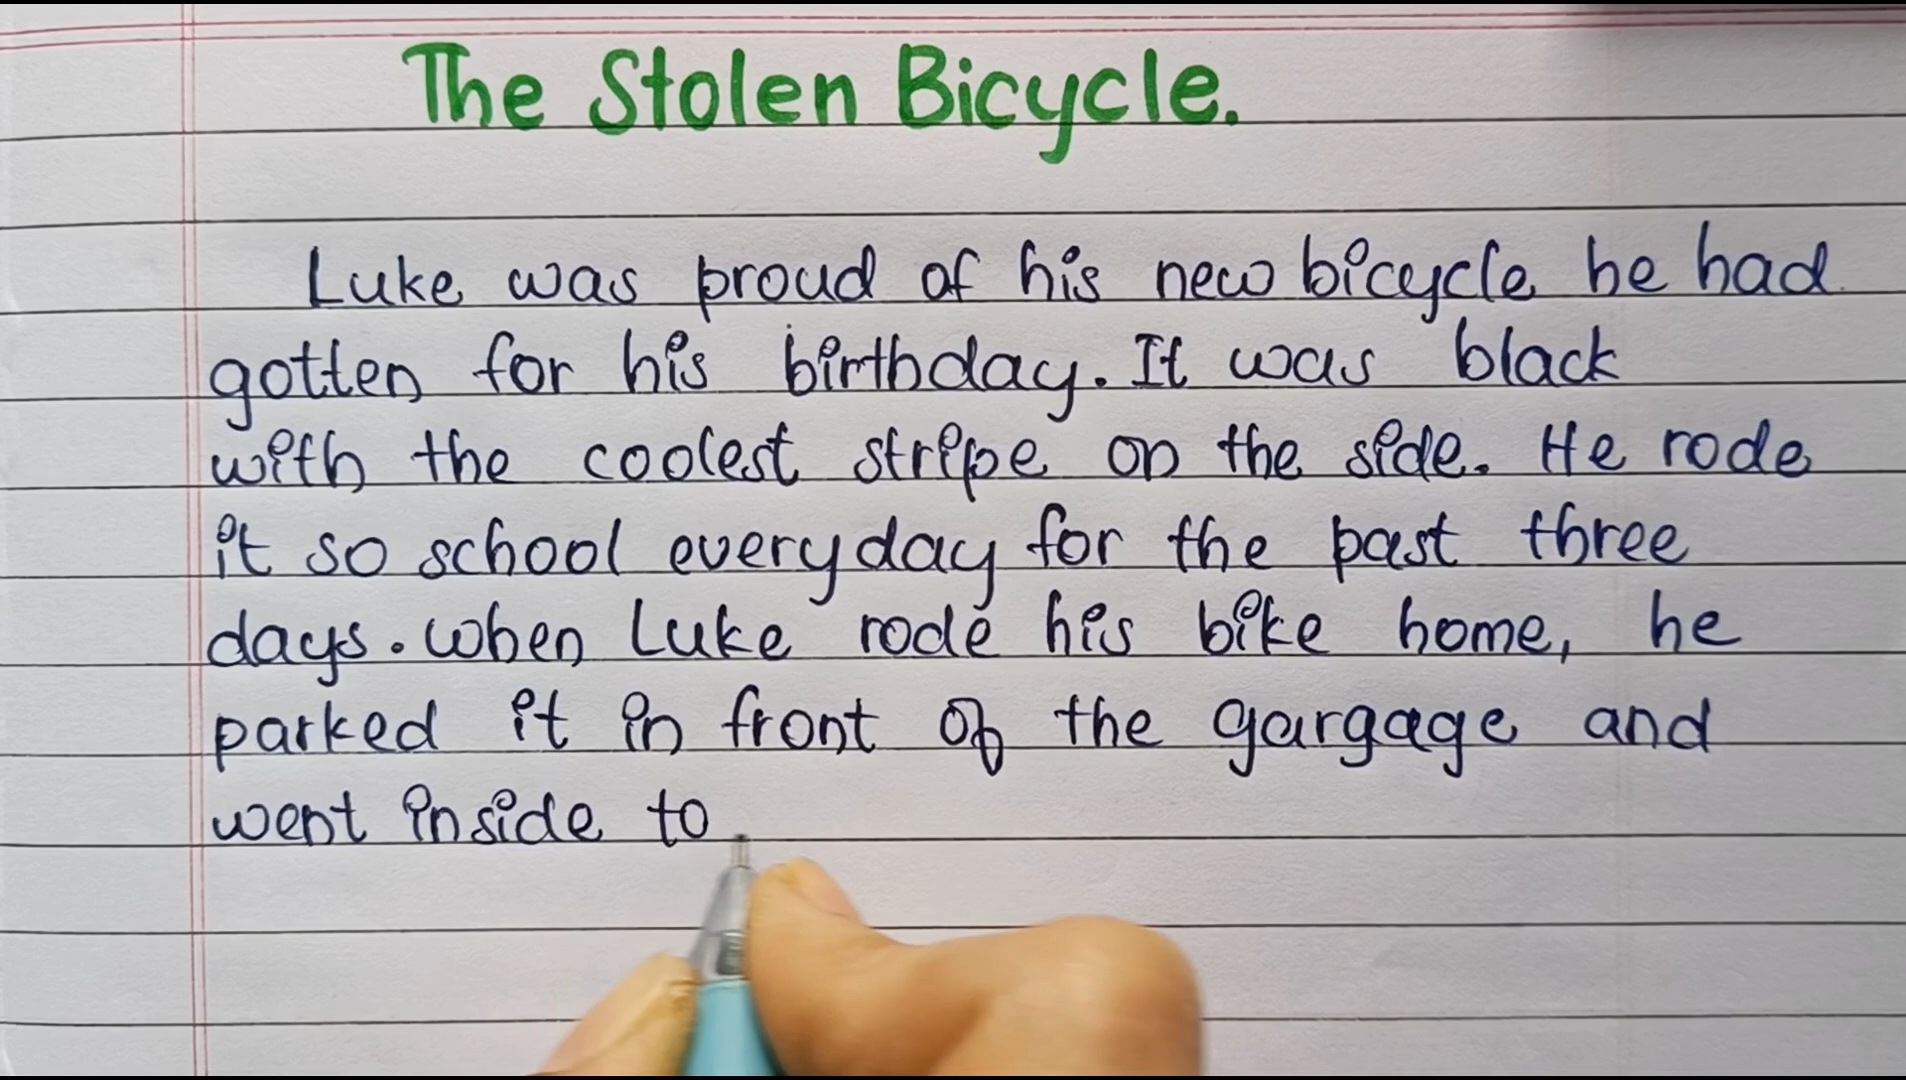 The Stolen Bicycle.
Luke was proud of his new bicycle he had
gotten for his birthday. It was black
with the coolest stripe on the side. He rode
it so school everyday for the past three
days. When Luke rode his bike home, he
parked it in front of the gargage and
went inside to